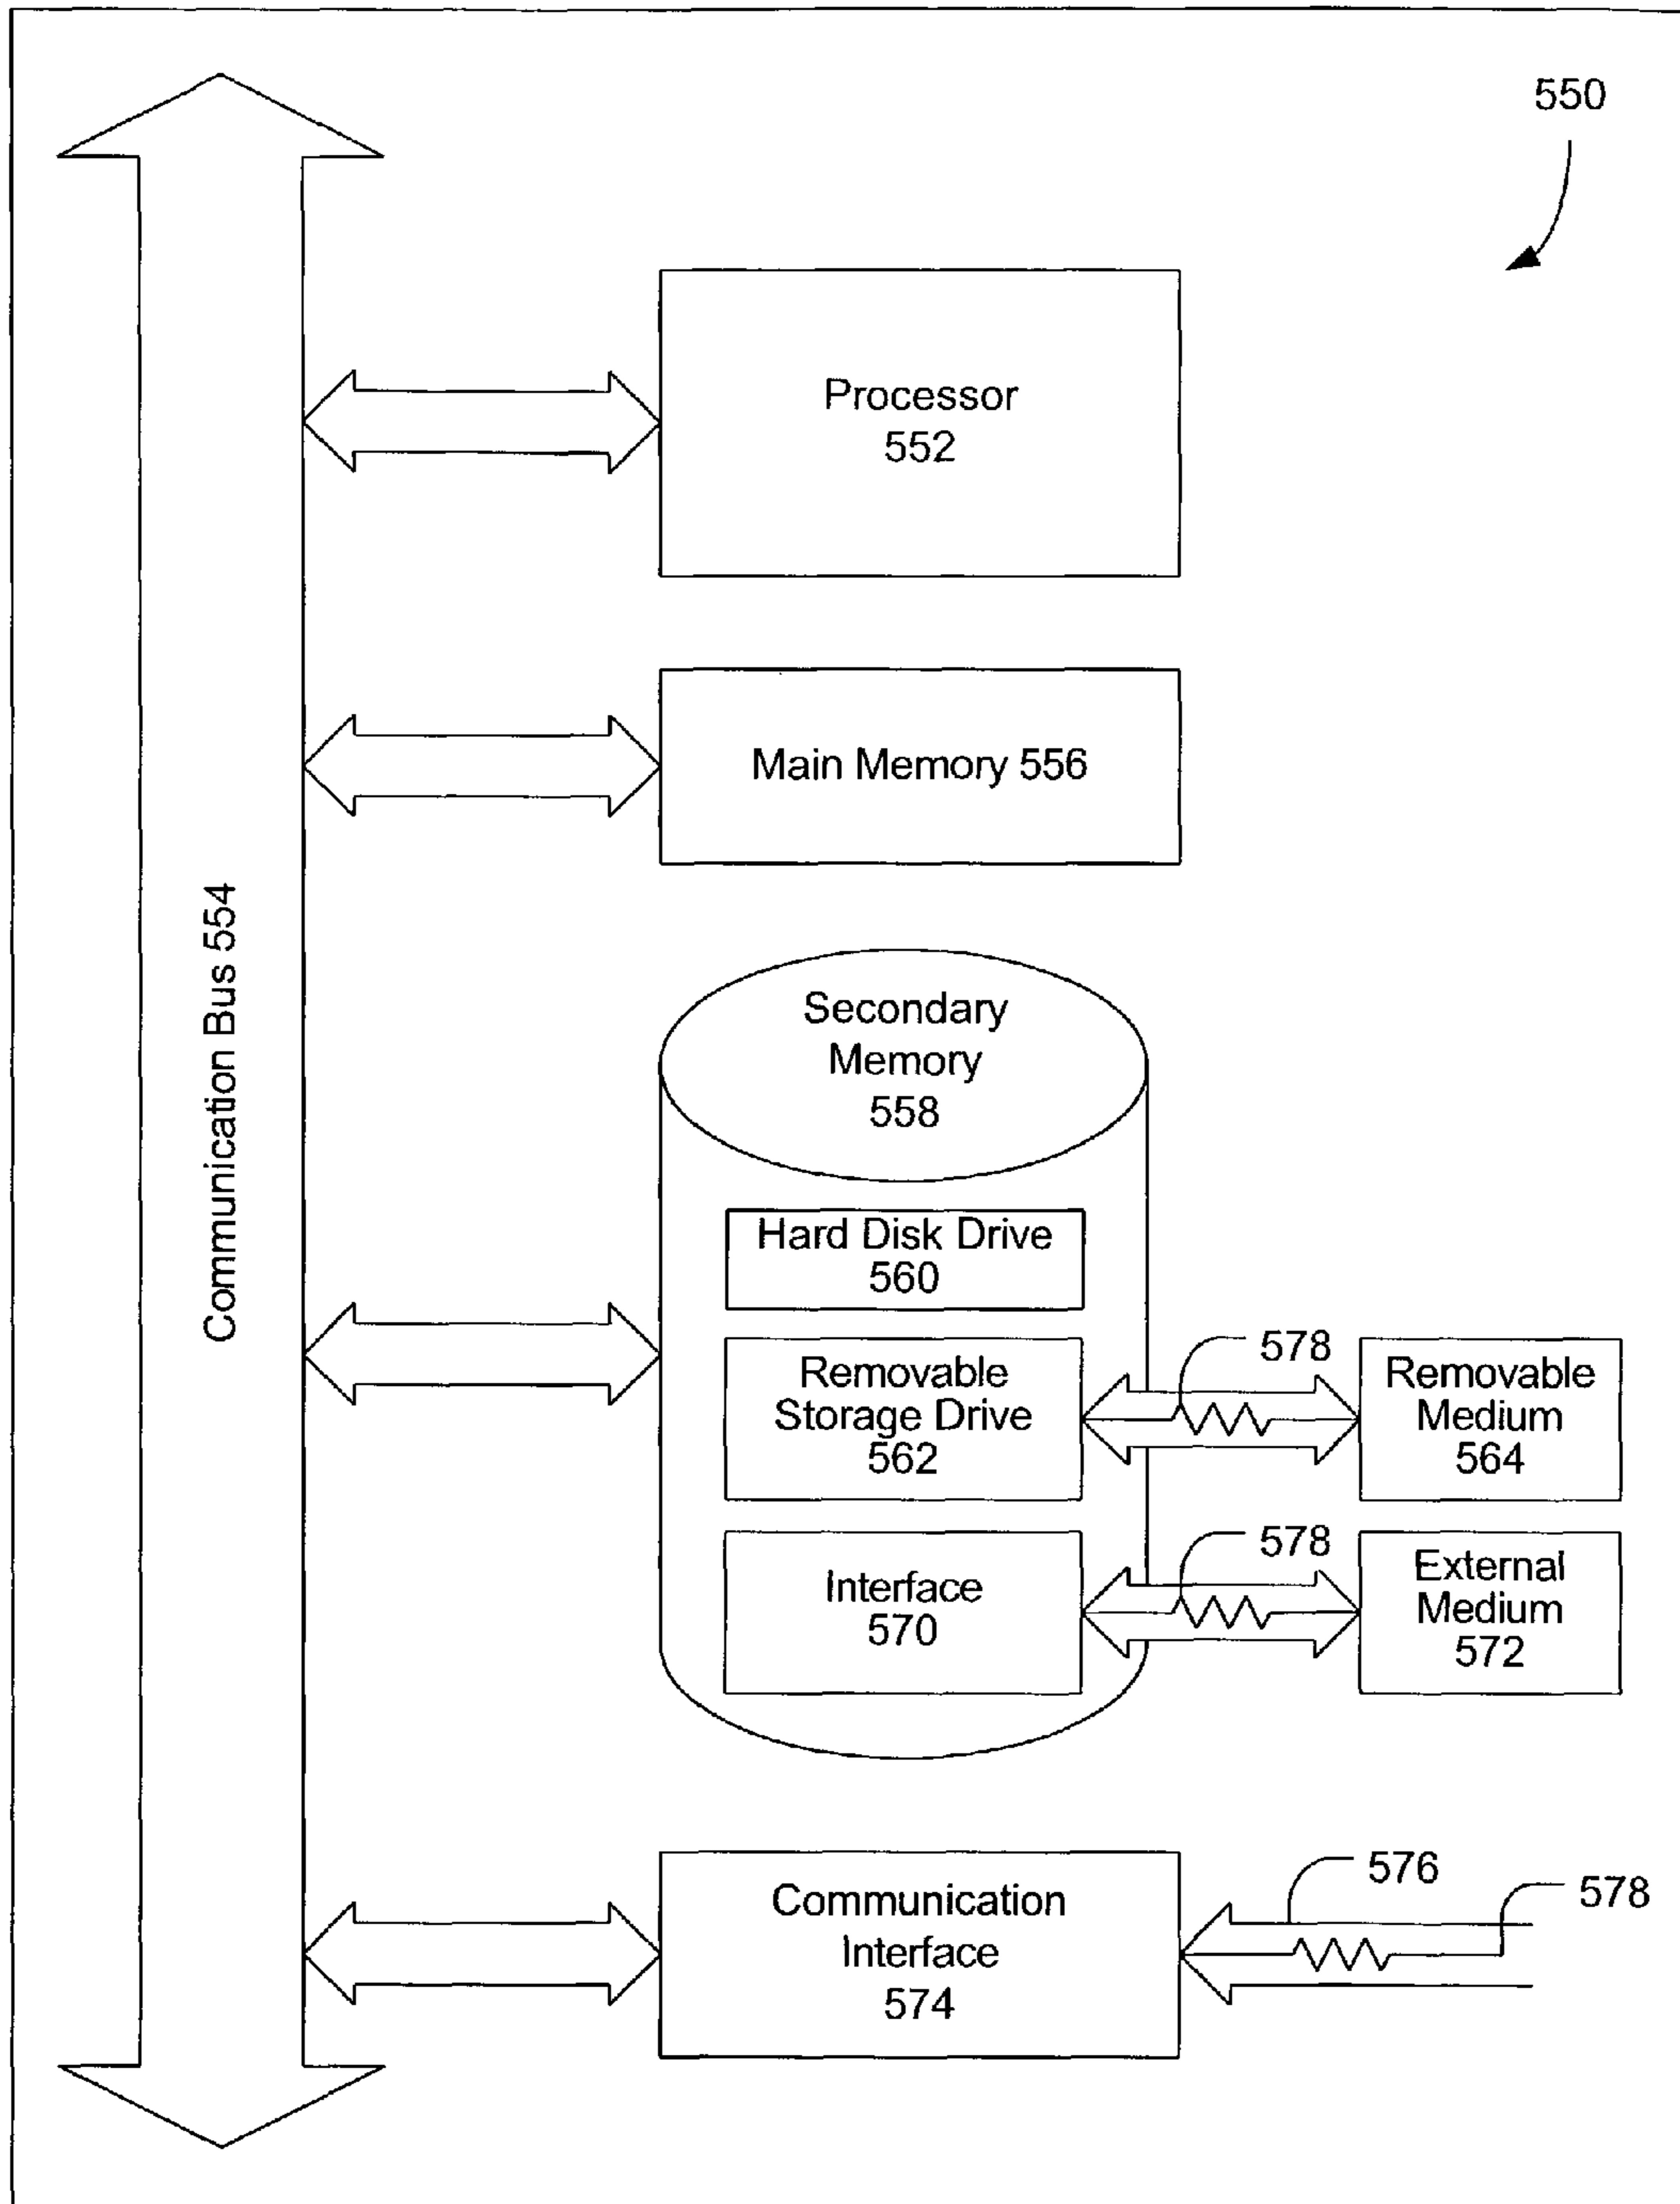 550
Processor
552
Main Memory 556
Communication Bus 554
Secondary
Memory
558
Hard Disk Drive
560
Removable
Storage Drive
562
578
Removable
Medium
564
Interface
570
578
External
Medium
572
Communication
Interface
574
576
578